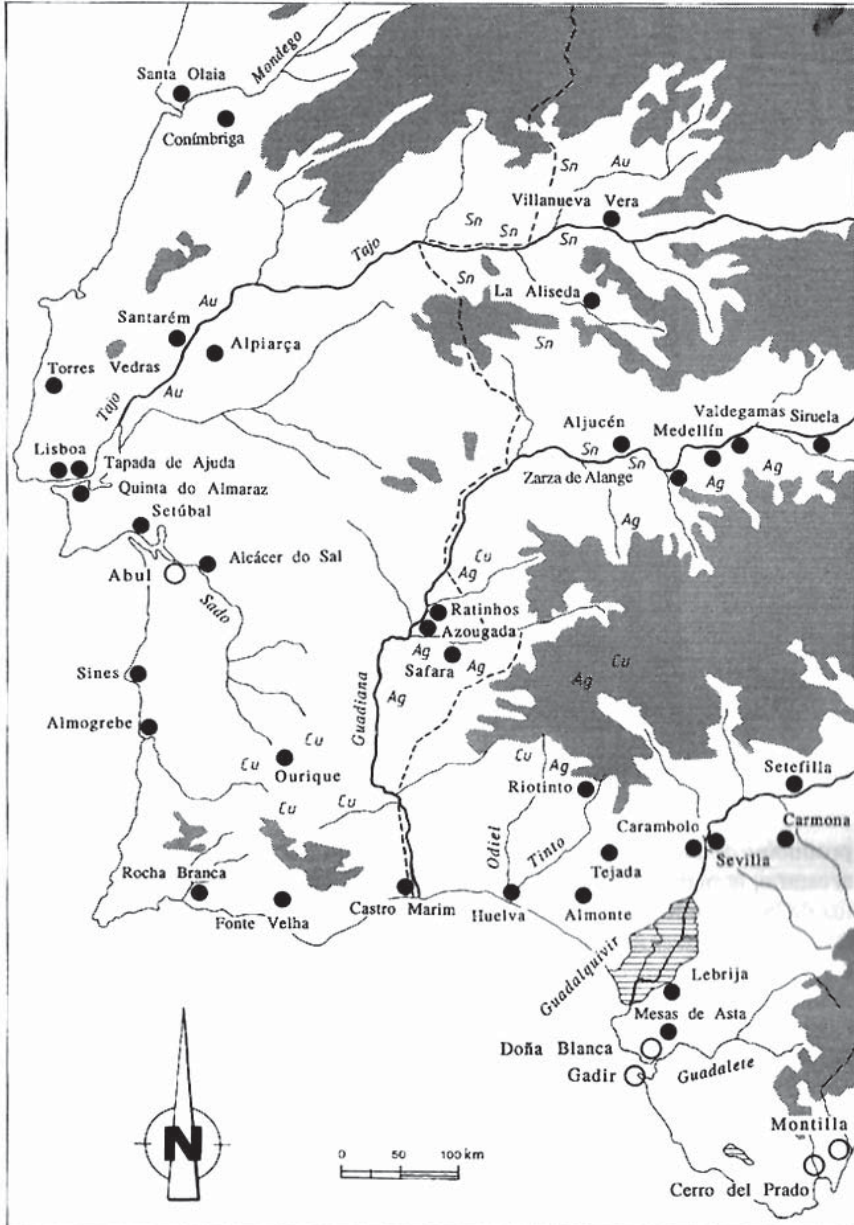 Santa Olaia
Mondego
Conímbriga
Sn
Au
Villanueva Vera
Sn
Sn
Sn
Tajo
Sn
La Aliseda
Au
Santarém
Sn
Alpiarça
Torres Vedras
Au
Tajo
Aljucén
Valdegamas
Siruela
Medellín
Sn
Sn
Lisboa
Tapada de Ajuda
Zarza de Alange
Ag
Ag
Quinta do Almaraz
Setúbal
Ag
Cu
Alcácer do Sal
Ag
Abul
Sado
Ratinhos
Azougada
Ag
Ag
Safara
Cu
Ag
Sines
Ag
Guadiana
Almogrebe
Cu
Cu
Cu
Ourique
Ag
Setefilla
Riotinto
Cu
Cu
Carambolo
Carmona
Odiel
Tinto
Sevilla
Tejada
Rocha Branca
Fonte Velha
Castro Marim
Huelva
Almonte
Guadalquivir
Lebrija
Mesas de Asta
Doña Blanca
Gadir
Guadalete
Montilla
N
0 50 100 km
Cerro del Prado